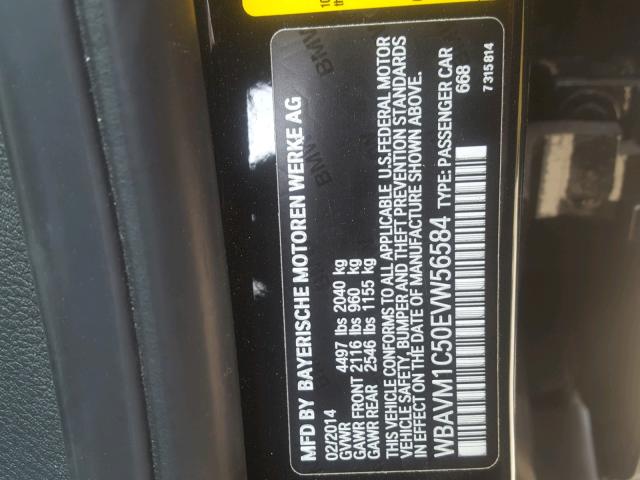 MFD BY BAYERISCHE MOTOREN WERKE AG
02/2014
GVWR 4497 lbs 2040 kg
GAWR FRONT 2116 lbs 960 kg
GAWR REAR 2546 lbs 1155 kg
THIS VEHICLE CONFORMS TO ALL APPLICABLE U.S. FEDERAL MOTOR
VEHICLE SAFETY, BUMPER AND THEFT PREVENTION STANDARDS
IN EFFECT ON THE DATE OF MANUFACTURE SHOWN ABOVE.
WBAVM1C50EVW56584 TYPE: PASSENGER CAR
668
7 315 814
BMW
BMW